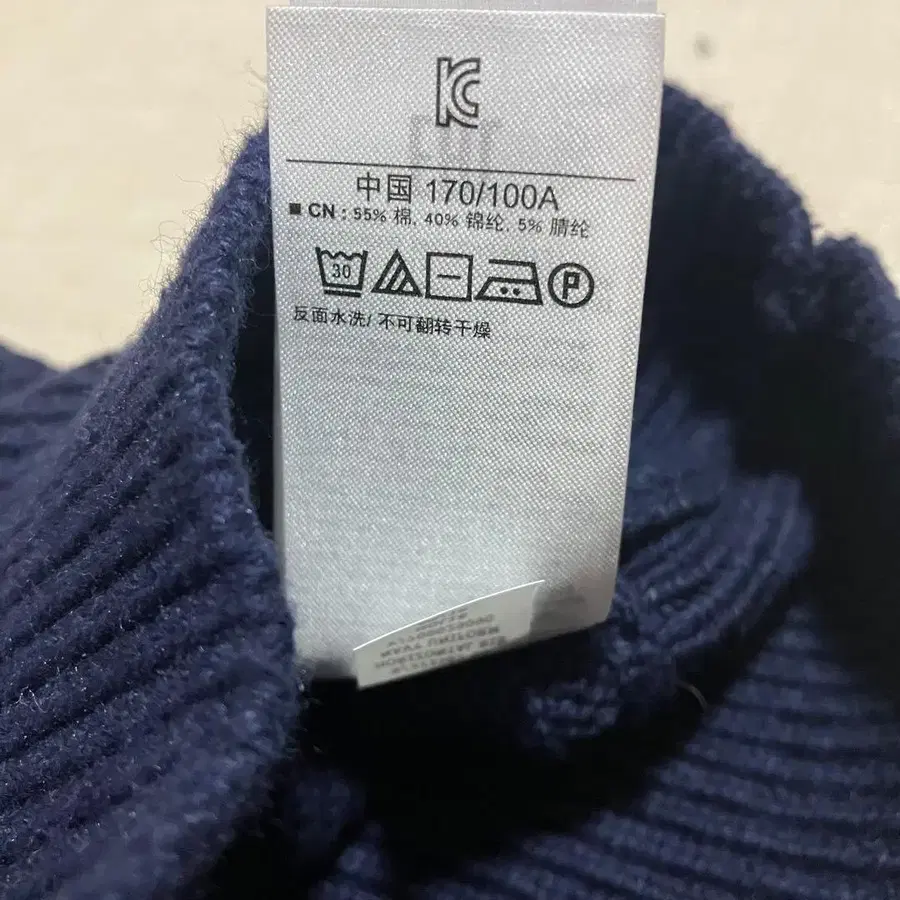 KC
中国 170/100A
■ CN : 55% 棉, 40% 锦纶, 5% 腈纶
30 P
反面水洗/ 不可翻转干燥